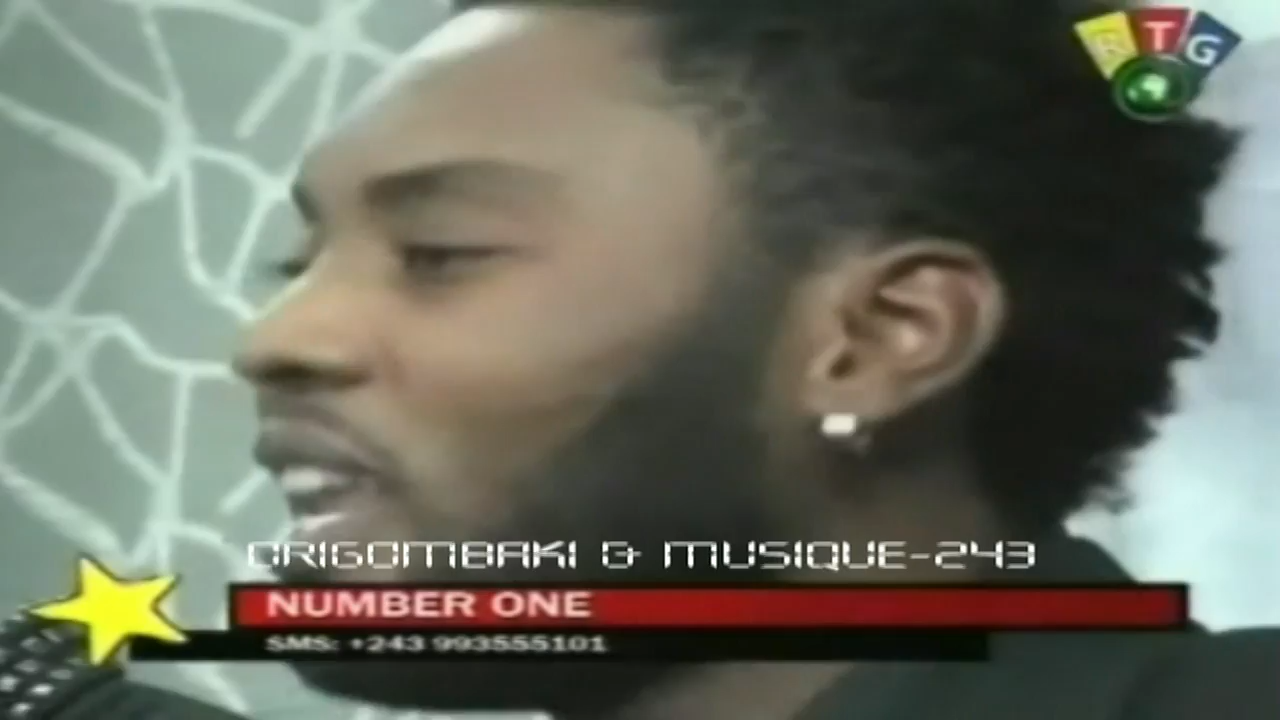 RTG
ORIGOMBAKI & MUSIQUE-243
NUMBER ONE
SMS: +243 993555101